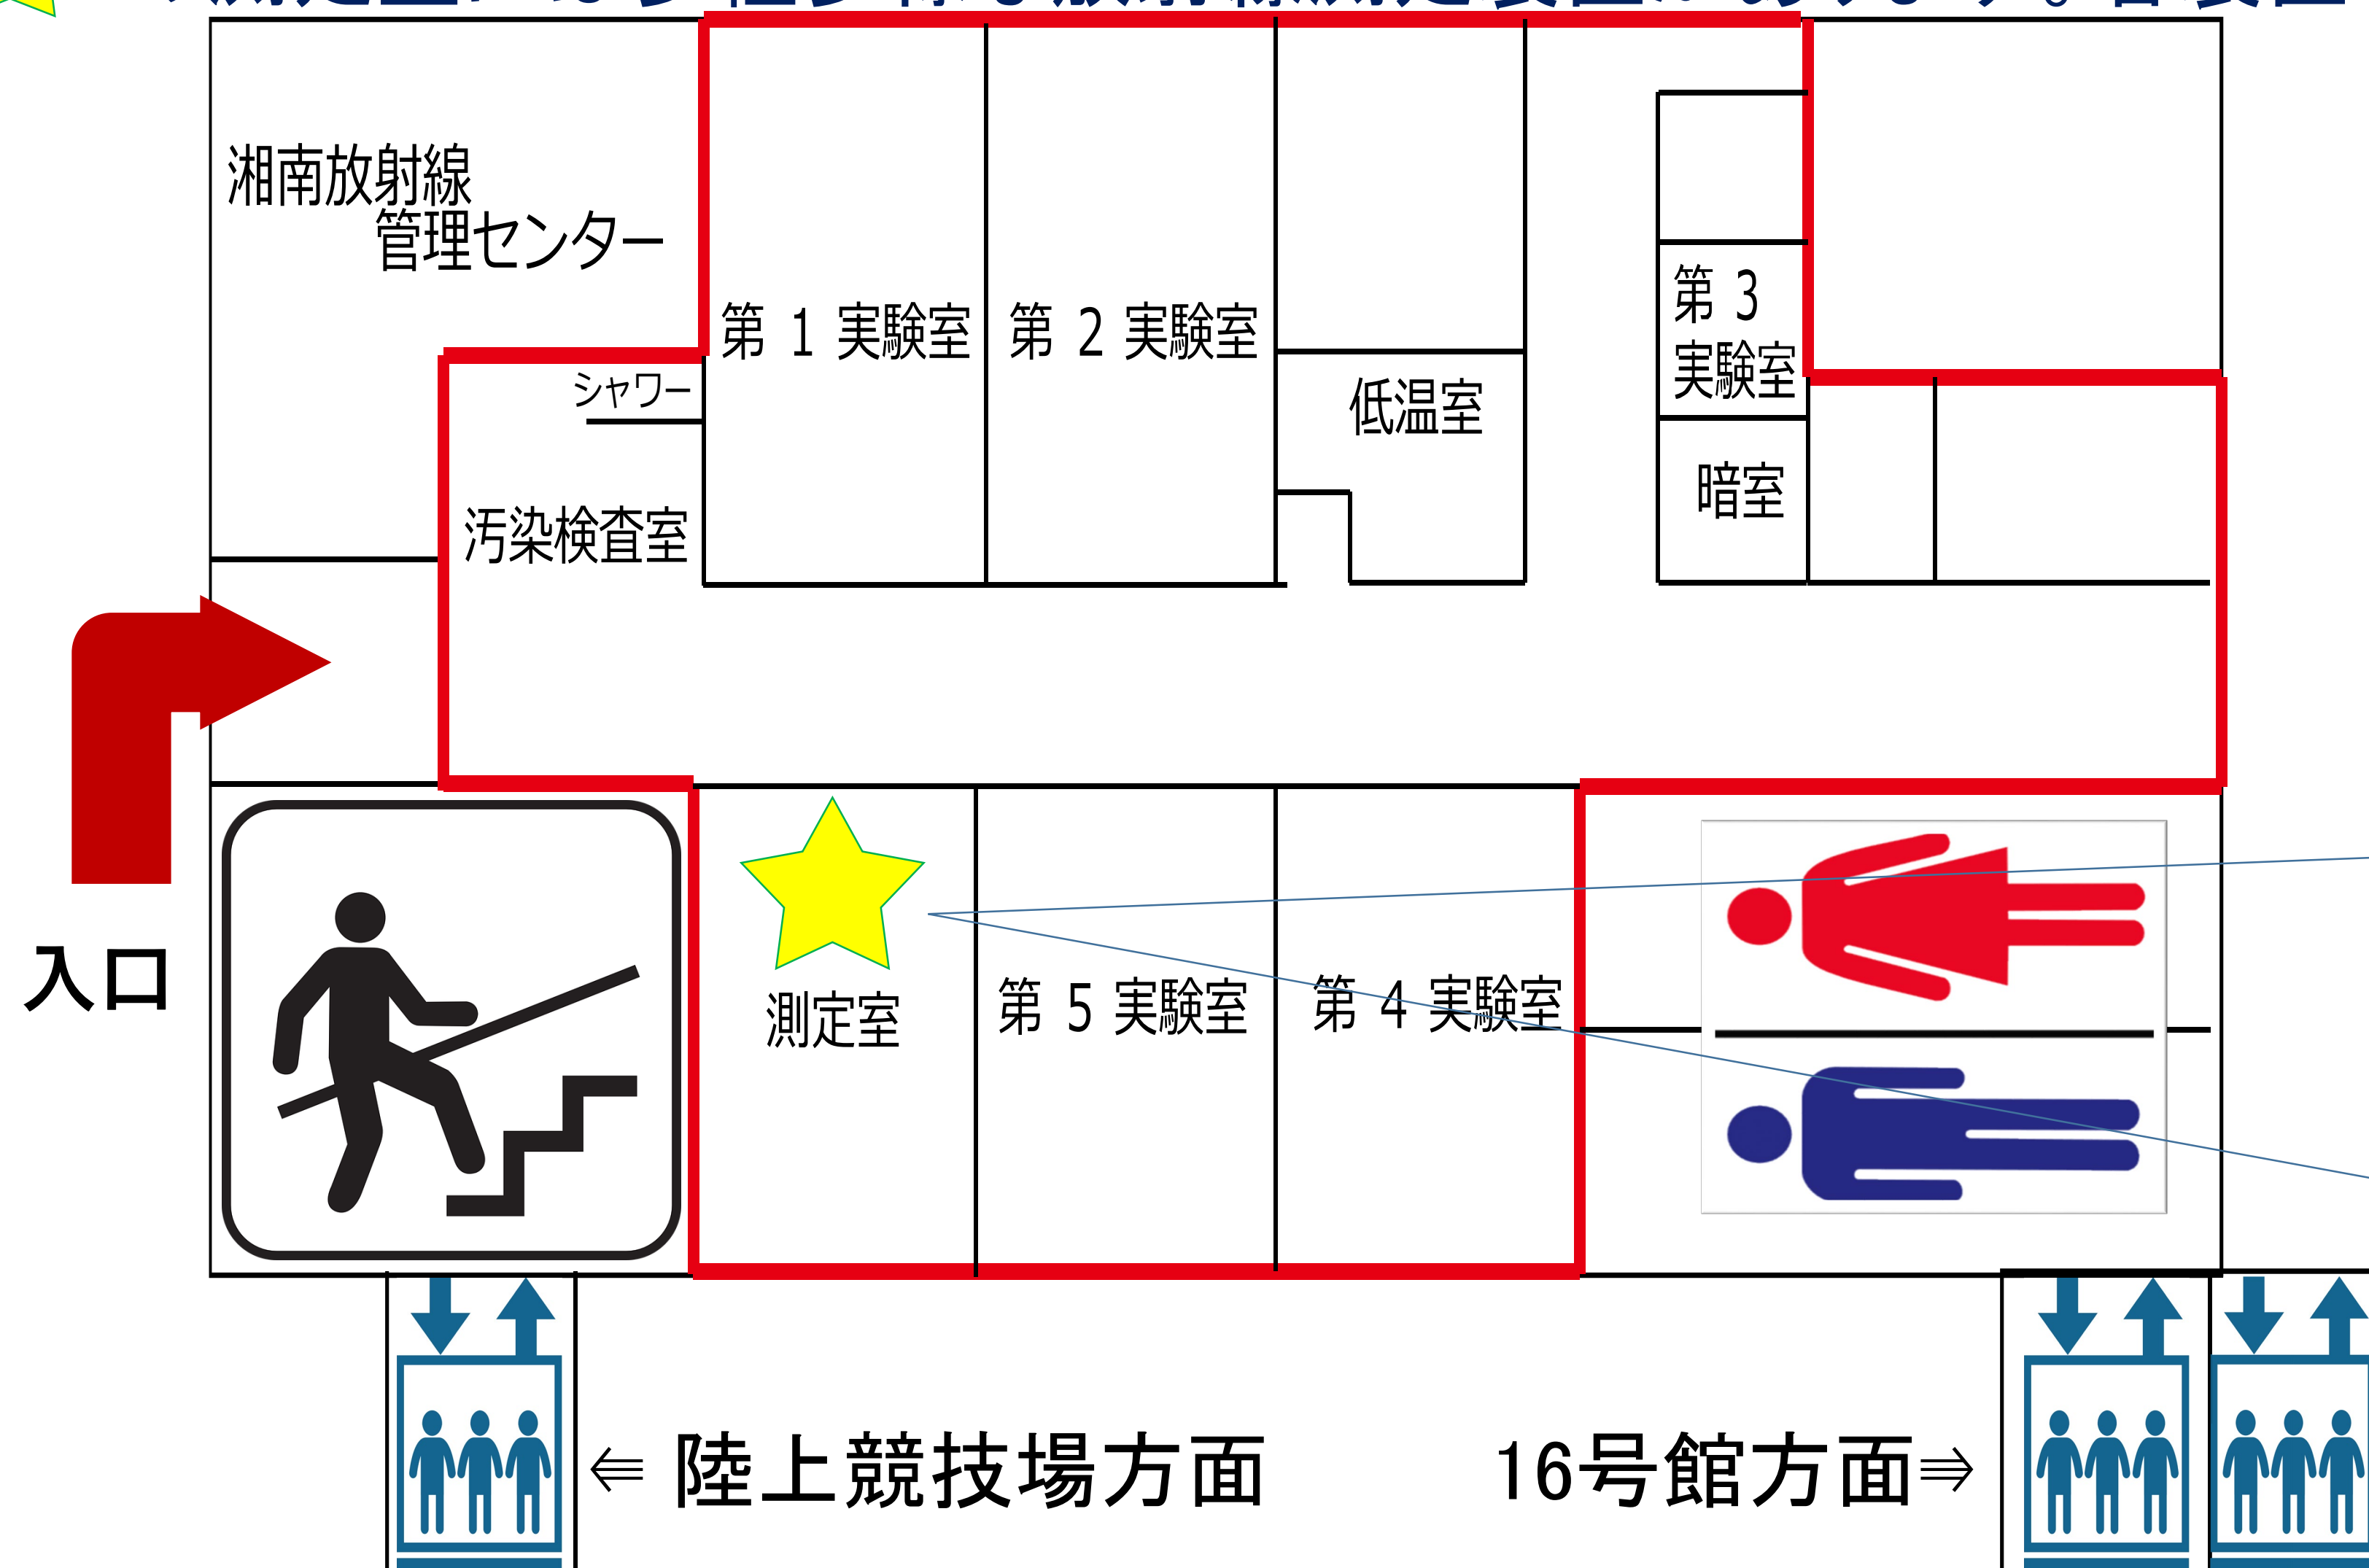 湘南放射線
管理センター
第 1 実験室
第 2 実験室
第 3
実験室
シャワー
低温室
暗室
汚染検査室
入口
測定室
第 5 実験室
第 4 実験室
⇐ 陸上競技場方面
16号館方面⇒